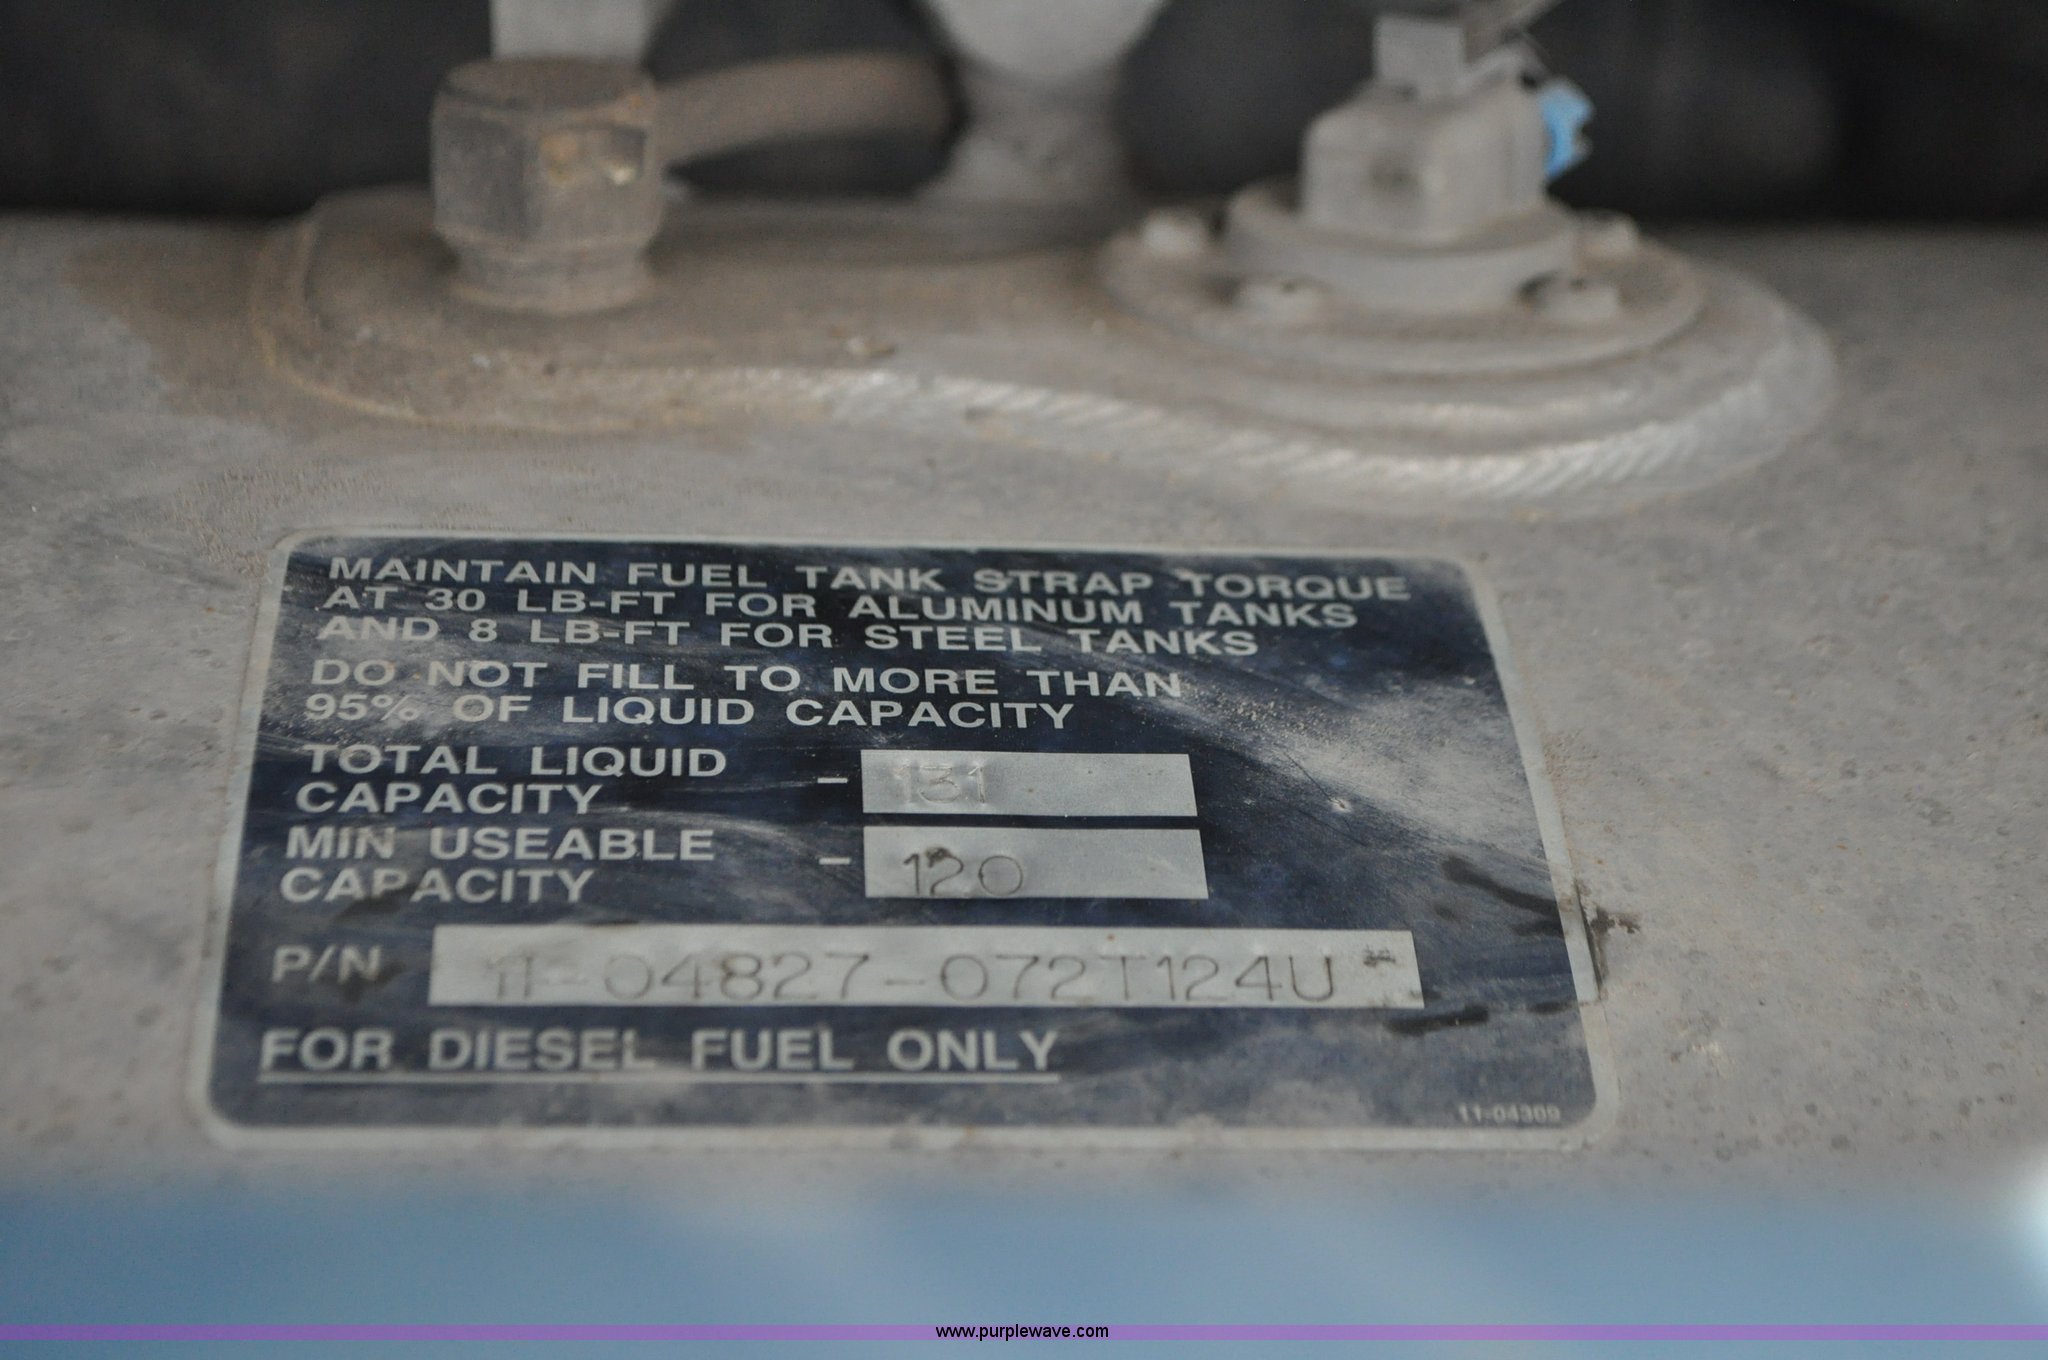 MAINTAIN FUEL TANK STRAP TORQUE
AT 30 LB-FT FOR ALUMINUM TANKS
AND 8 LB-FT FOR STEEL TANKS
DO NOT FILL TO MORE THAN
95% OF LIQUID CAPACITY
TOTAL LIQUID
CAPACITY - 131
MIN USEABLE
CAPACITY - 120
P/N 11-04827-072T124U
FOR DIESEL FUEL ONLY
11-04309
www.purplewave.com